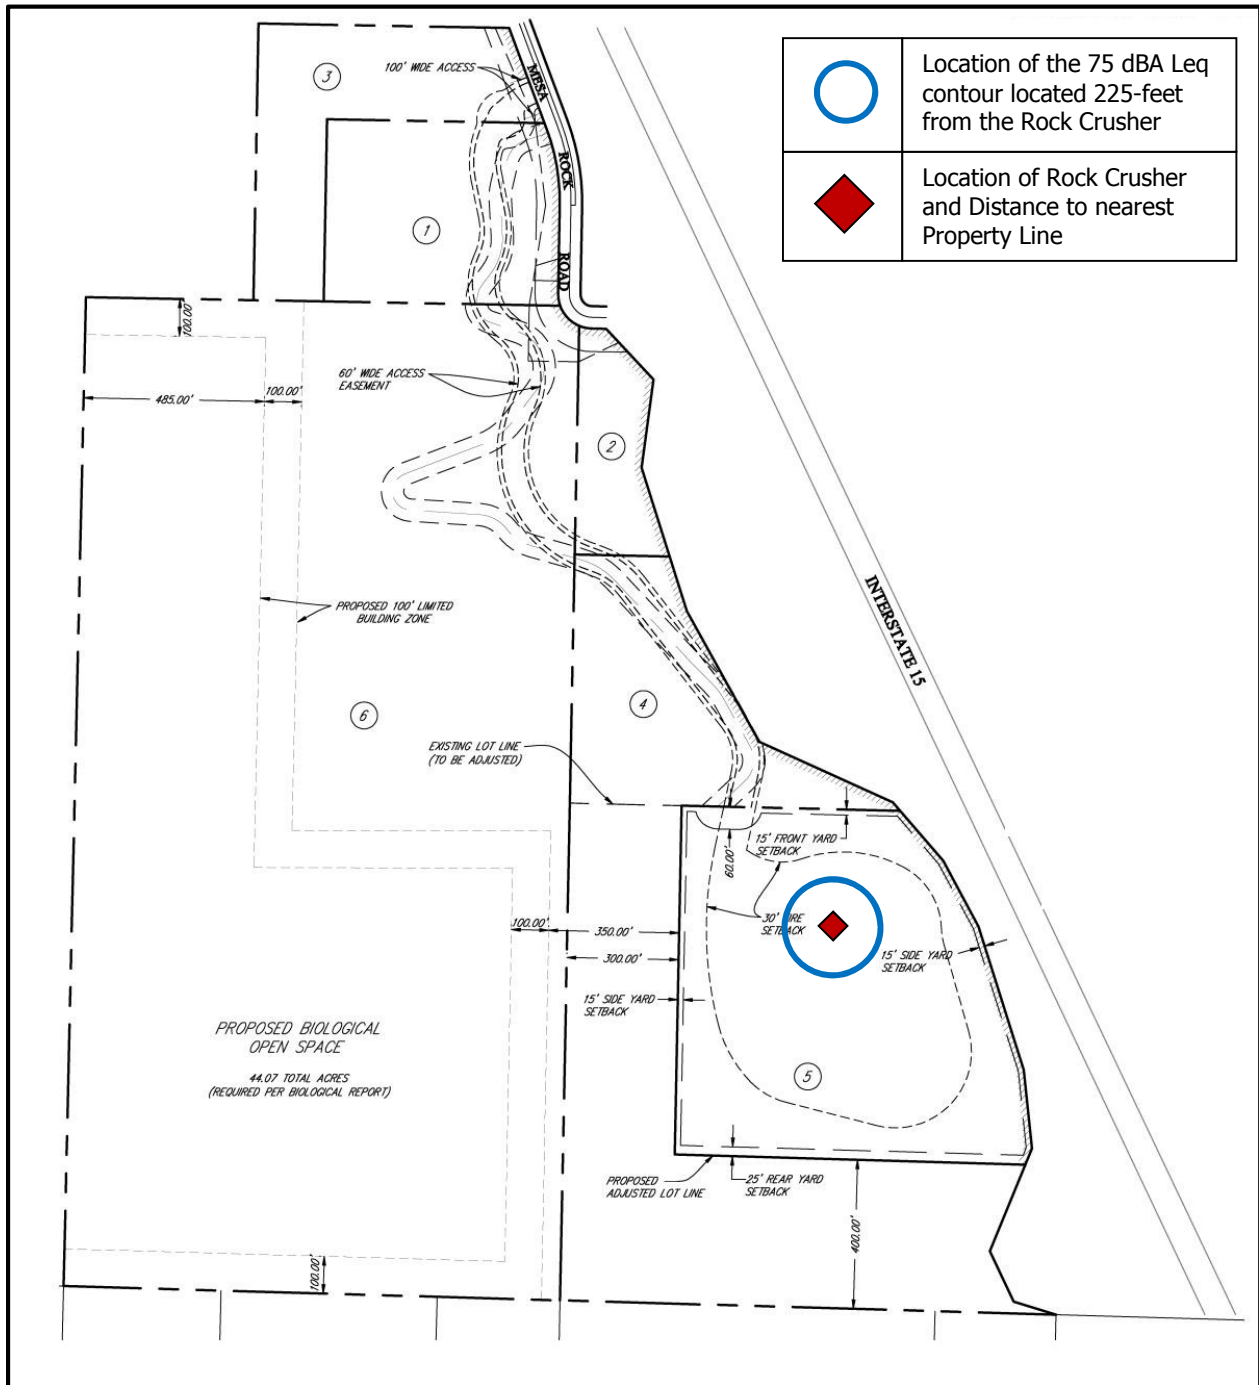 Location of the 75 dBA Leq
contour located 225-feet
from the Rock Crusher
Location of Rock Crusher
and Distance to nearest
Property Line
3
100' WIDE ACCESS
MESA
ROCK
ROAD
1
100.00'
60' WIDE ACCESS
EASEMENT
485.00'
100.00'
2
INTERSTATE 15
PROPOSED 100' LIMITED
BUILDING ZONE
6
4
EXISTING LOT LINE
(TO BE ADJUSTED)
15' FRONT YARD
SETBACK
60.00'
30' FIRE
SETBACK
100.00'
350.00'
300.00'
15' SIDE YARD
SETBACK
15' SIDE YARD
SETBACK
PROPOSED BIOLOGICAL
OPEN SPACE
44.07 TOTAL ACRES
(REQUIRED PER BIOLOGICAL REPORT)
5
PROPOSED
ADJUSTED LOT LINE
25' REAR YARD
SETBACK
400.00'
100.00'